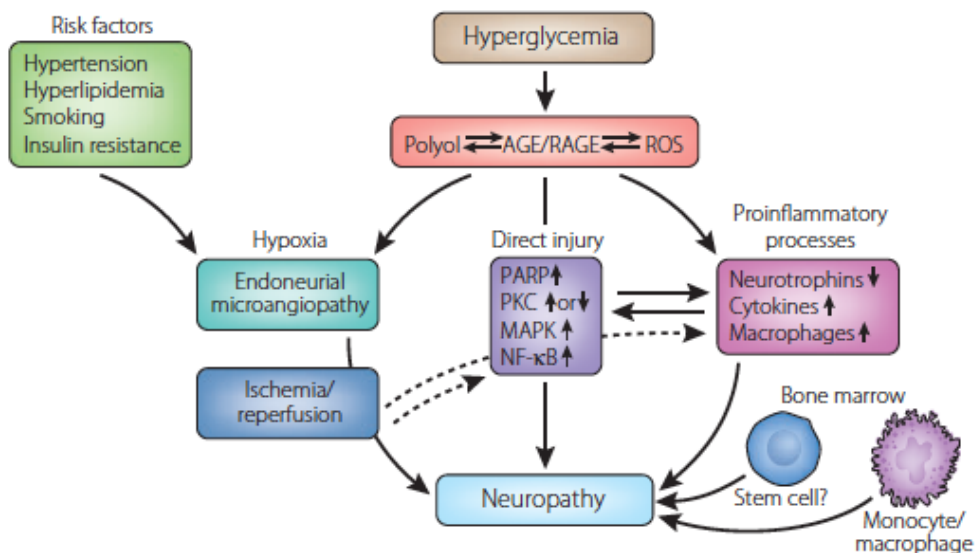 Risk factors
Hypertension
Hyperlipidemia
Smoking
Insulin resistance
Hyperglycemia
Polyol AGE/RAGE ROS
Hypoxia
Endoneurial
microangiopathy
Ischemia/
reperfusion
Direct injury
PARP↑
PKC ↑or↓
MAPK ↑
NF-κB↑
Proinflammatory
processes
Neurotrophins↓
Cytokines ↑
Macrophages ↑
Bone marrow
Stem cell?
Monocyte/
macrophage
Neuropathy